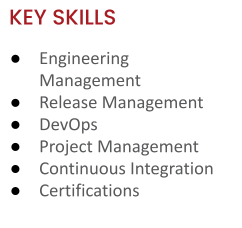 KEY SKILLS
● Engineering
Management
● Release Management
● DevOps
● Project Management
● Continuous Integration
● Certifications